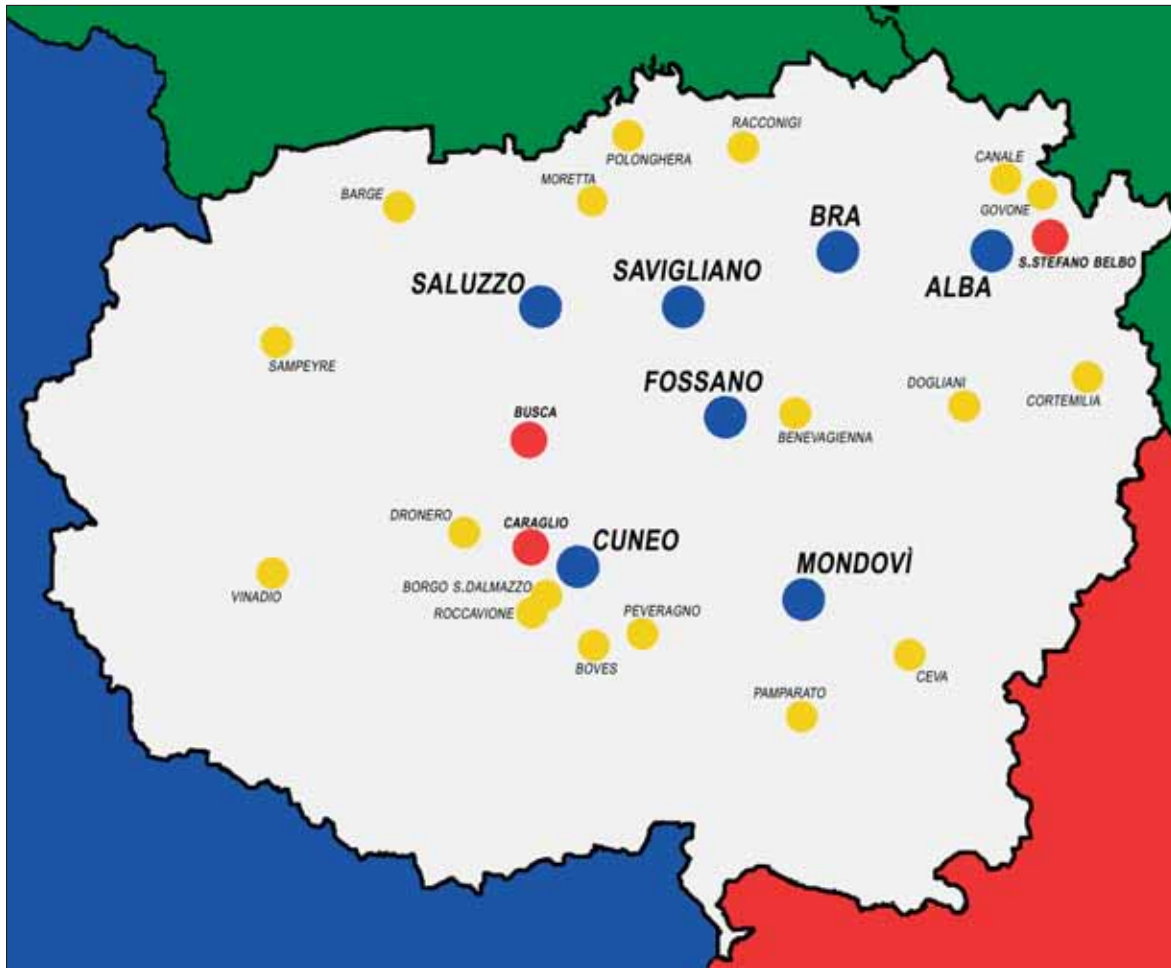 RACCONIGI
POLONGHERA
CANALE
MORETTA
BARGE
GOVONE
BRA
S.STEFANO BELBO
SAVIGLIANO
SALUZZO
ALBA
SAMPEYRE
FOSSANO
DOGLIANI
CORTEMILIA
BUSCA
BENEVAGIENNA
DRONERO
CARAGLIO
CUNEO
MONDOVÌ
BORGO S.DALMAZZO
VINADIO
ROCCAVIONE
PEVERAGNO
BOVES
CEVA
PAMPARATO